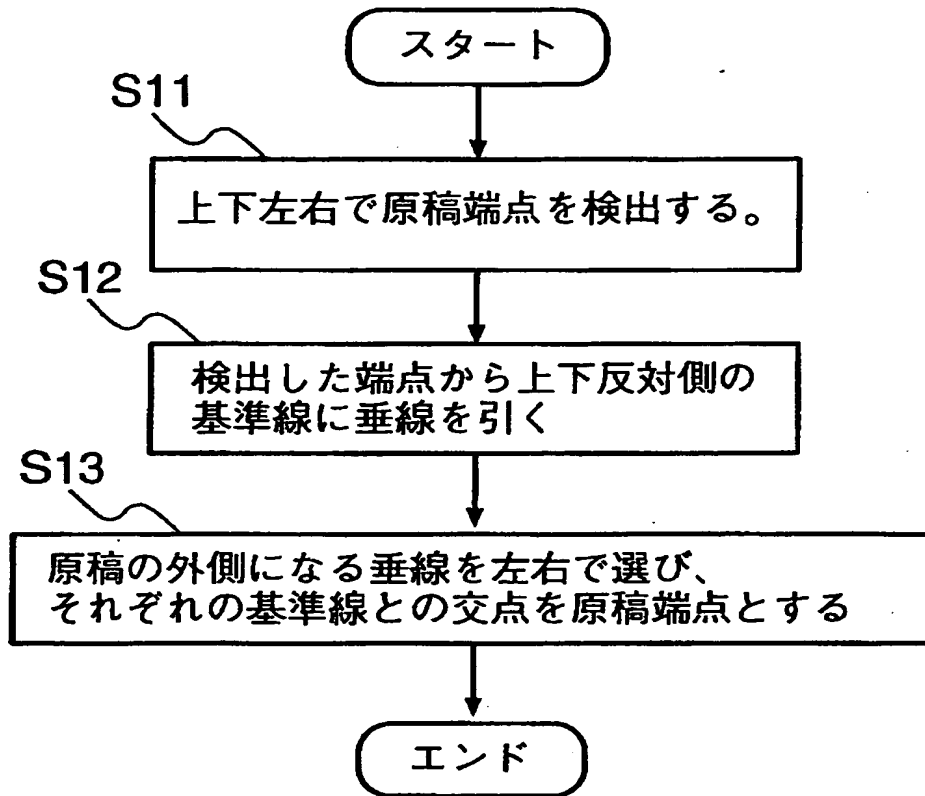 スタート
S11
上下左右で原稿端点を検出する。
S12
検出した端点から上下反対側の
基準線に垂線を引く
S13
原稿の外側になる垂線を左右で選び、
それぞれの基準線との交点を原稿端点とする
エンド